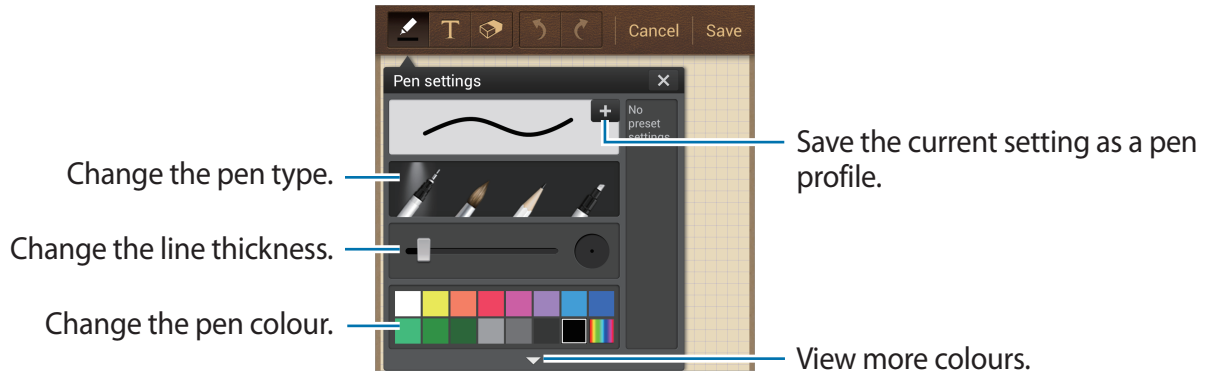 T
Cancel
Save
Pen settings
No
preset
settings
Save the current setting as a pen
profile.
Change the pen type.
Change the line thickness.
Change the pen colour.
View more colours.